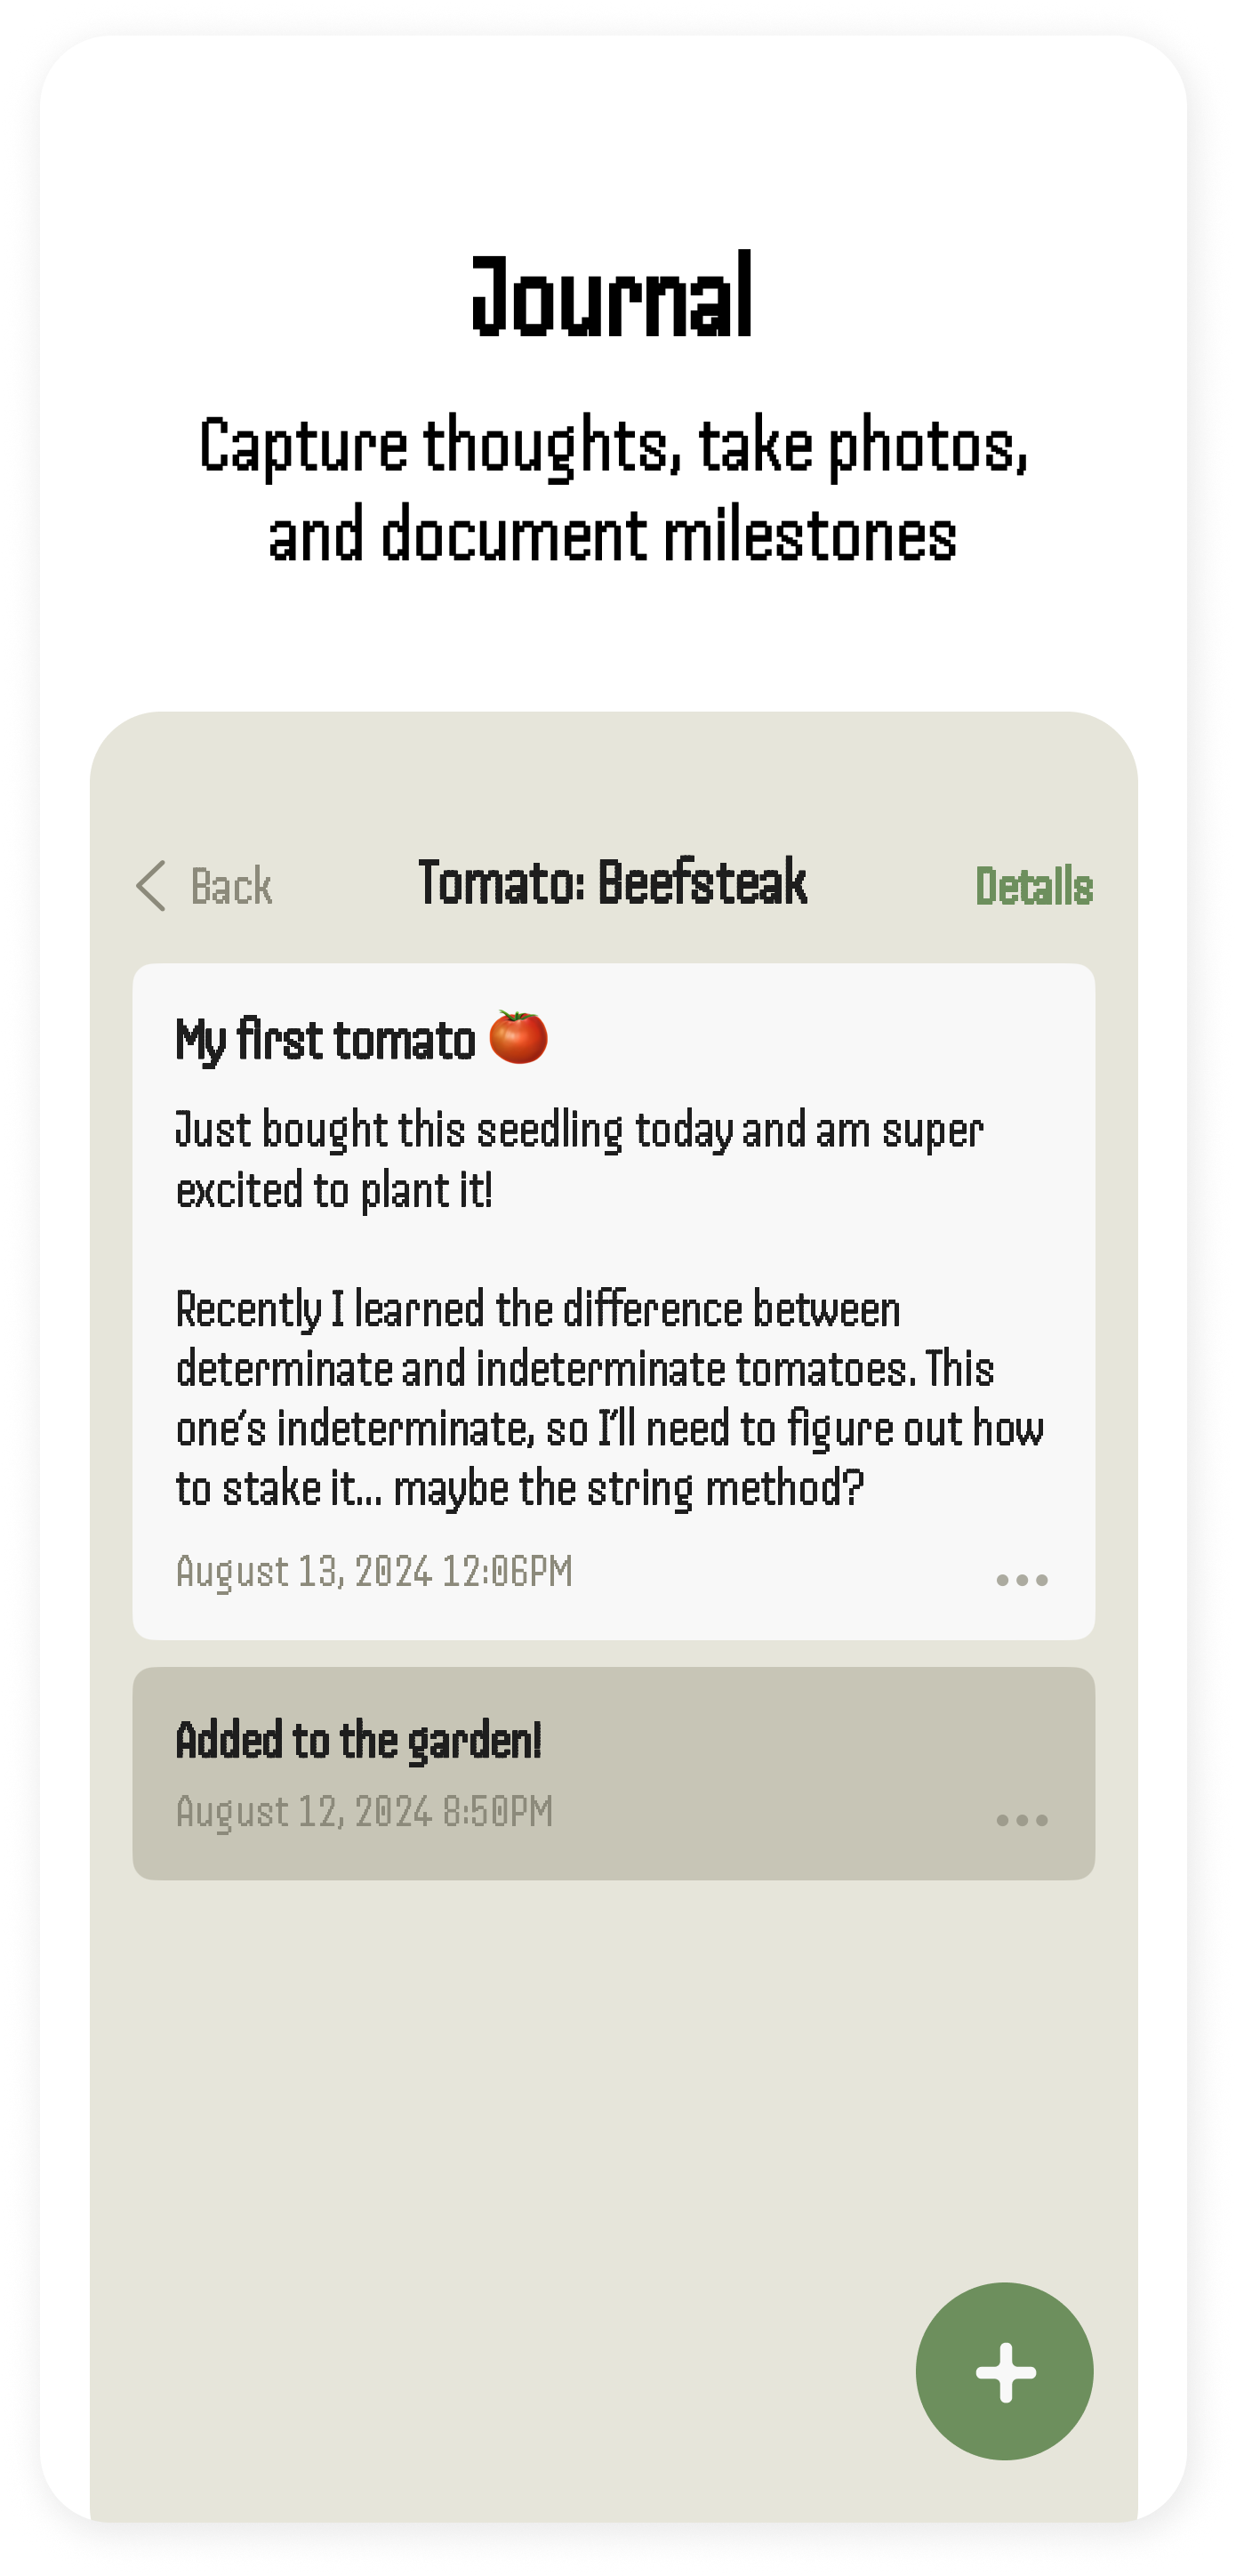 Journal
Capture thoughts, take photos,
and document milestones
Back
Tomato: Beefsteak
Details
My first tomato 🍅
Just bought this seedling today and am super
excited to plant it!
Recently I learned the difference between
determinate and indeterminate tomatoes. This
one's indeterminate, so I'll need to figure out how
to stake it... maybe the string method?
August 13, 2024 12:06PM
Added to the garden!
August 12, 2024 8:50PM